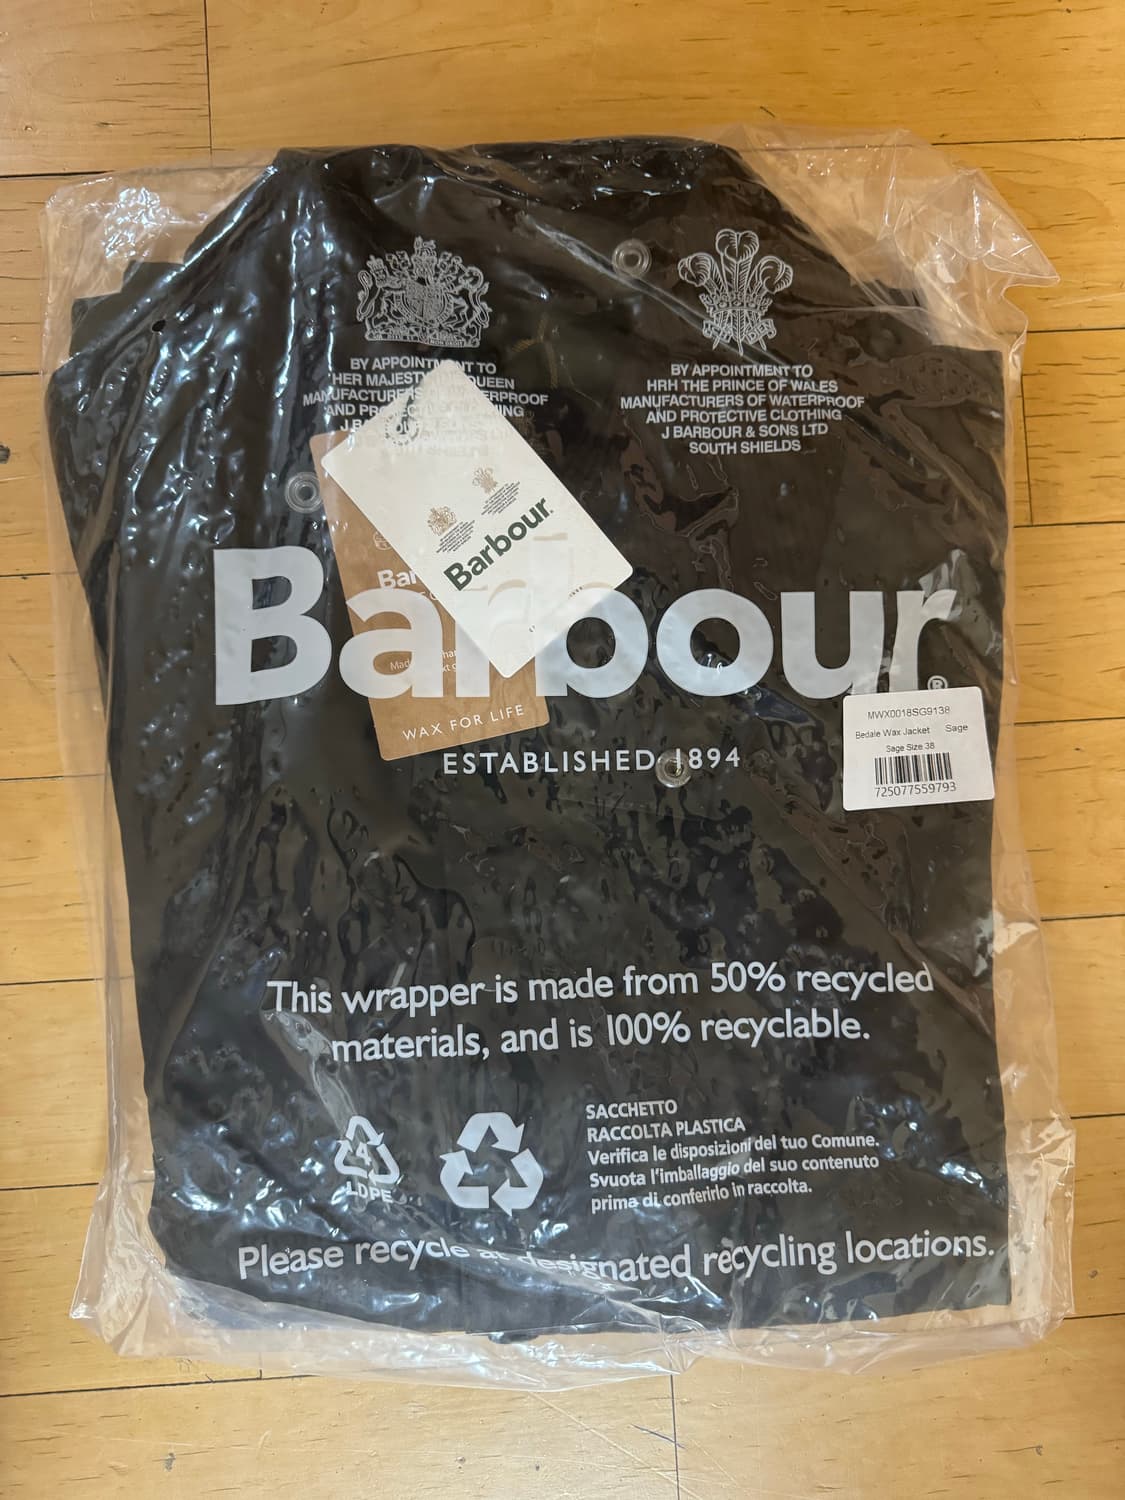 BY APPOINTMENT TO
HER MAJESTY QUEEN
MANUFACTURERS OF WATERPROOF
AND CLOTHING
BY APPOINTMENT TO
HRH THE PRINCE OF WALES
MANUFACTURERS OF WATERPROOF
AND PROTECTIVE CLOTHING
J BARBOUR & SONS LTD
SOUTH SHIELDS
Barbour
WAX FOR LIFE
Barbour
ESTABLISHED 1894
MWX0018SG9138
Bedale Wax Jacket Sage
Sage Size 38
725077559793
This wrapper is made from 50% recycled
materials, and is 100% recyclable.
4
LDPE
SACCHETTO
RACCOLTA PLASTICA
Verifica le disposizioni del tuo Comune.
Svuota l'imballaggio del suo contenuto
prima di conferirlo in raccolta.
Please recycle at designated recycling locations.